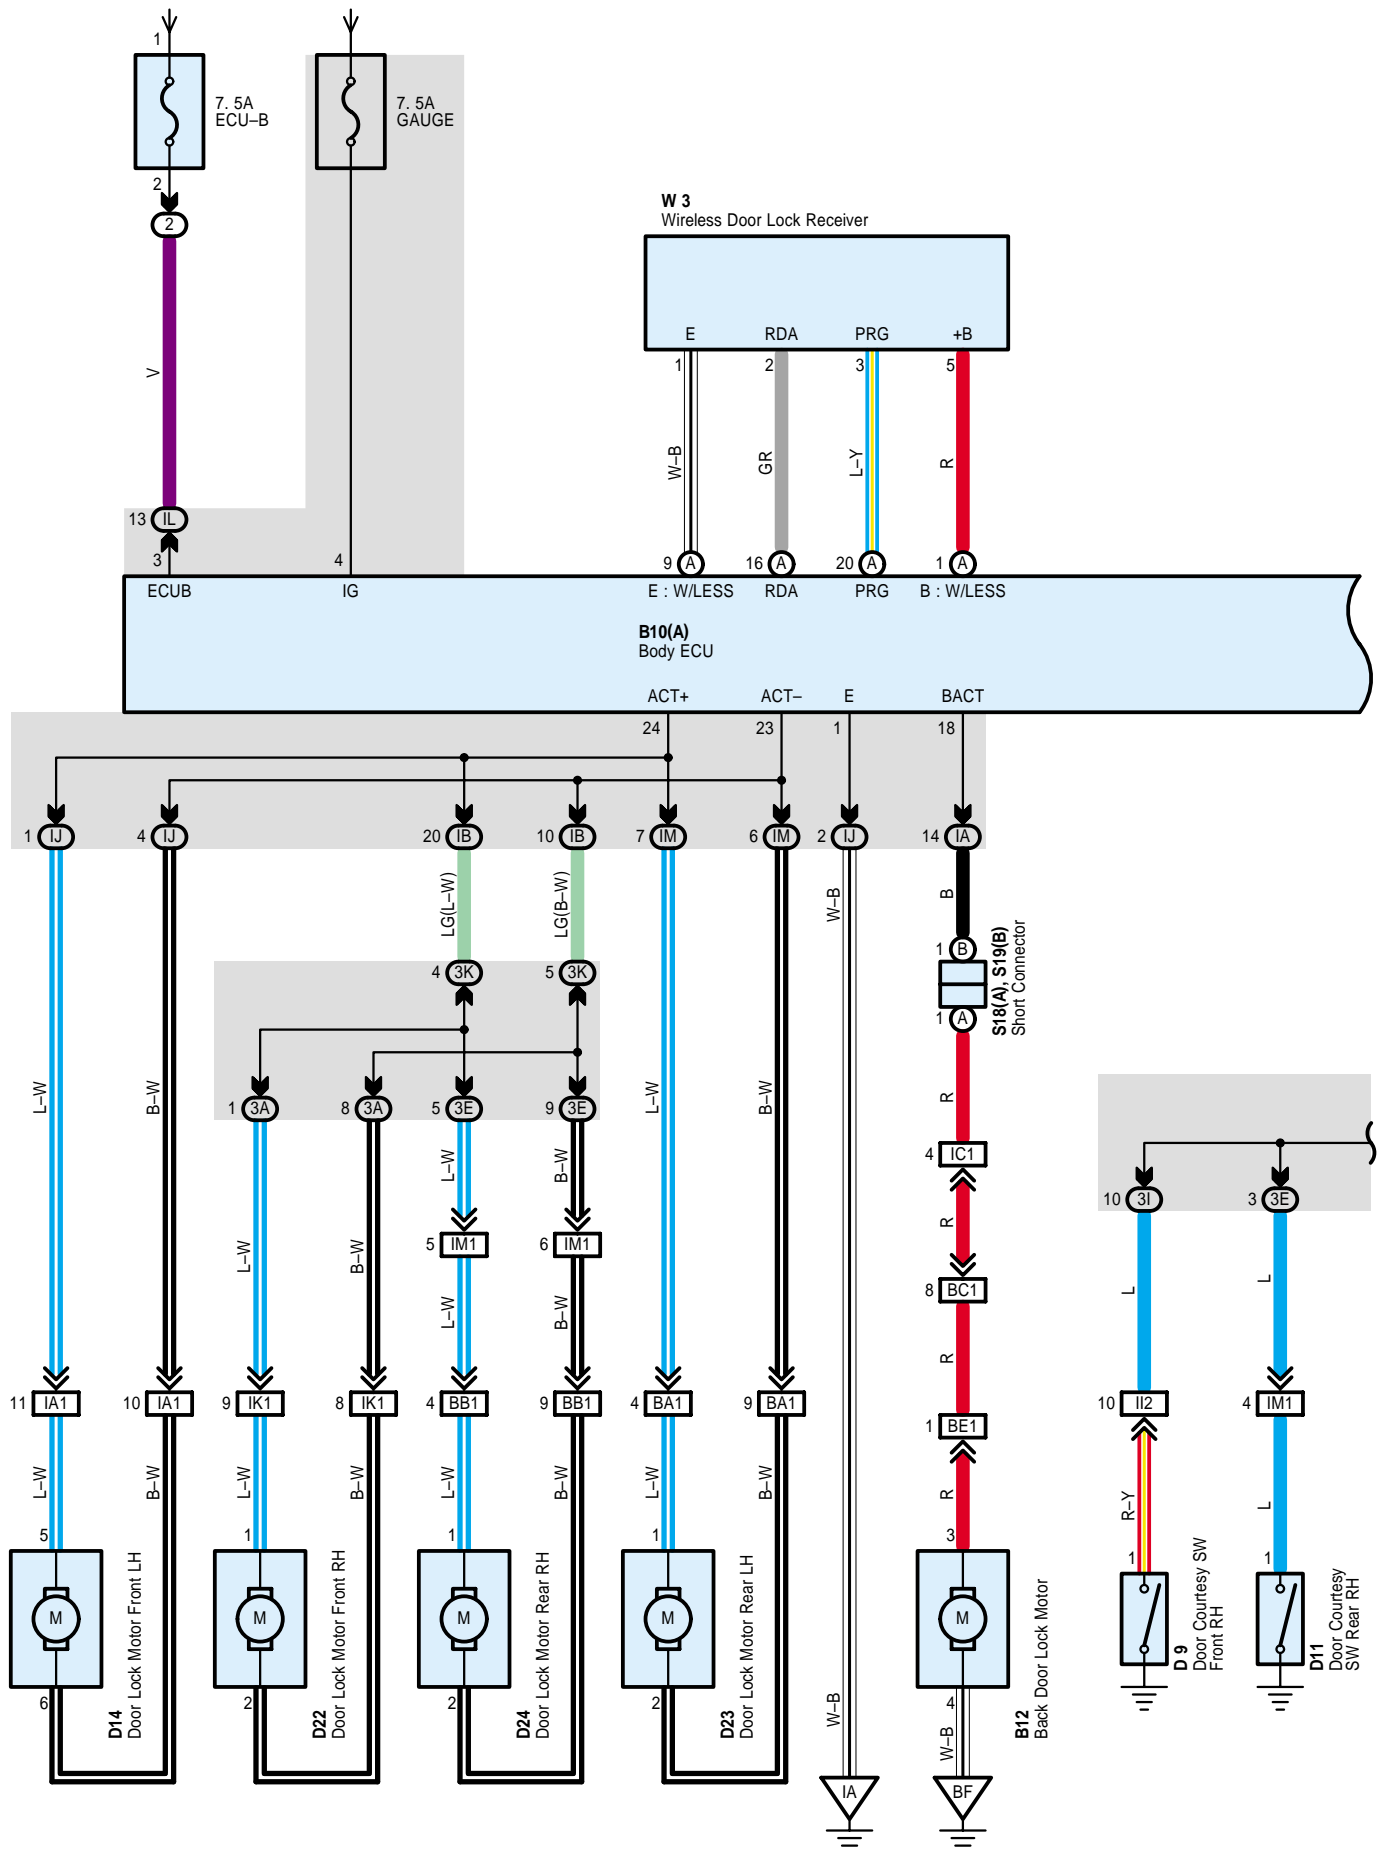 1
7. 5A
ECU–B
7. 5A
GAUGE
2
2
W 3
Wireless Door Lock Receiver
E RDA PRG +B
1 2 3 5
V
W–B GR L–Y R
13 IL
3 4
9 A 16 A 20 A 1 A
ECUB IG E : W/LESS RDA PRG B : W/LESS
B10(A)
Body ECU
ACT+ ACT– E BACT
24 23 1 18
1 IJ 4 IJ 20 IB 10 IB 7 IM 6 IM 2 IJ 14 IA
LG(L–W) LG(B–W) W–B B
1 B
4 3K 5 3K
S18(A), S19(B)
Short Connector
1 A
L–W B–W L–W B–W R
1 3A 8 3A 5 3E 9 3E
L–W B–W
4 IC1
10 3I 3 3E
L–W B–W R
5 IM1 6 IM1
8 BC1
L–W B–W R L L
11 IA1 10 IA1 9 IK1 8 IK1 4 BB1 9 BB1 4 BA1 9 BA1
1 BE1
10 II2 4 IM1
L–W B–W L–W B–W L–W B–W L–W B–W R R–Y L
5 1 1 1 3 1 1
M M M M M
D14
Door Lock Motor Front LH
D22
Door Lock Motor Front RH
D24
Door Lock Motor Rear RH
D23
Door Lock Motor Rear LH
B12
Back Door Lock Motor
D 9
Door Courtesy SW
Front RH
D11
Door Courtesy
SW Rear RH
6 2 2 2 4
W–B W–B
IA BF